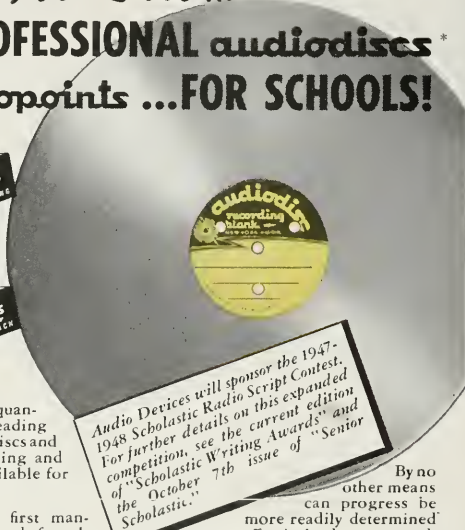 OFESSIONAL audiodiscs*
opoints ...FOR SCHOOLS!
audiodisc
recording
blank
Audio Devices will sponsor the 1947-
1948 Scholastic Radio Script Contest.
For further details on this expanded
competition, see the current edition
of "Scholastic Writing Awards" and
the October 7th issue of "Senior
Scholastic."
quan-
eading
iscs and
ing and
ilable for
first man-
By no
other means
can progress be
more readily determined